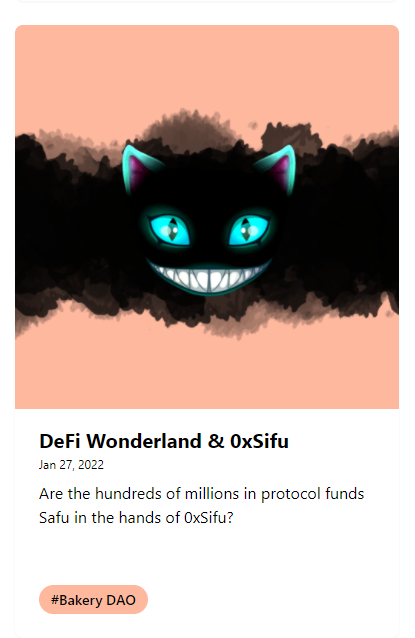 DeFi Wonderland & 0xSifu
Jan 27, 2022
Are the hundreds of millions in protocol funds
Safu in the hands of 0xSifu?
#Bakery DAO